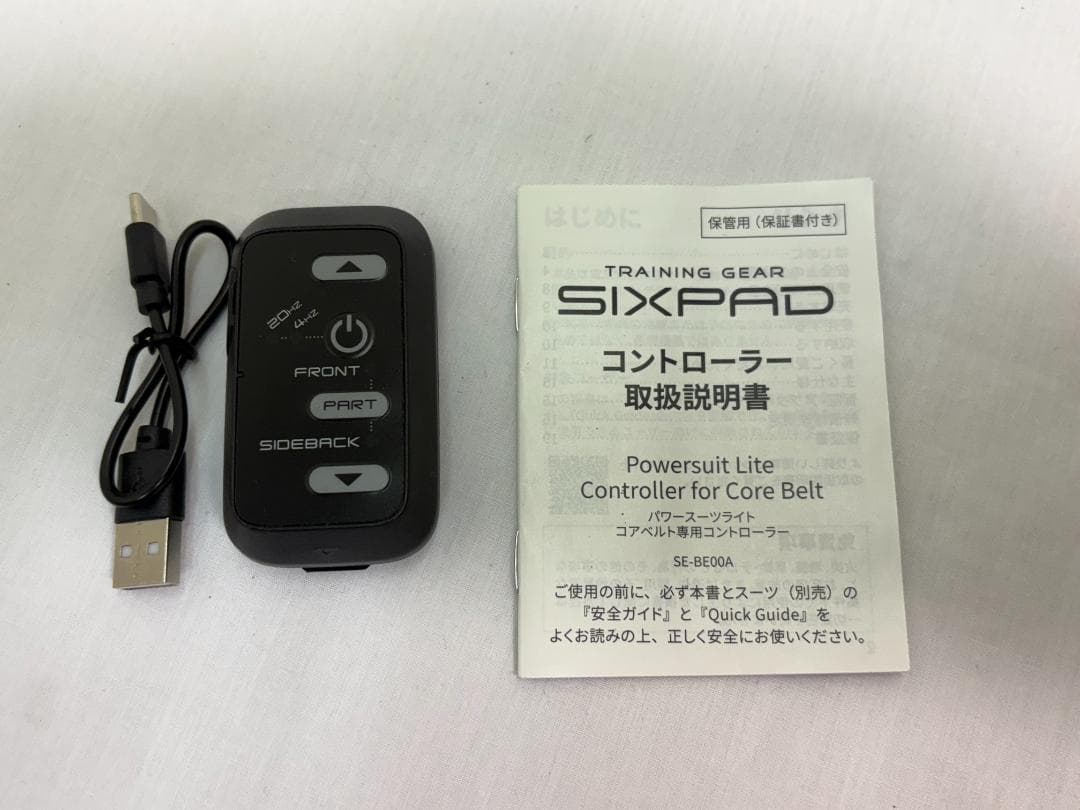 20Hz
4Hz
FRONT
PART
SIDEBACK
はじめに
保管用（保証書付き）
TRAINING GEAR
SIXPAD
コントローラー
取扱説明書
Powersuit Lite
Controller for Core Belt
パワースーツライト
コアベルト専用コントローラー
SE-BE00A
ご使用の前に、必ず本書とスーツ（別売）の
『安全ガイド』と『Quick Guide』を
よくお読みの上、正しく安全にお使いください。